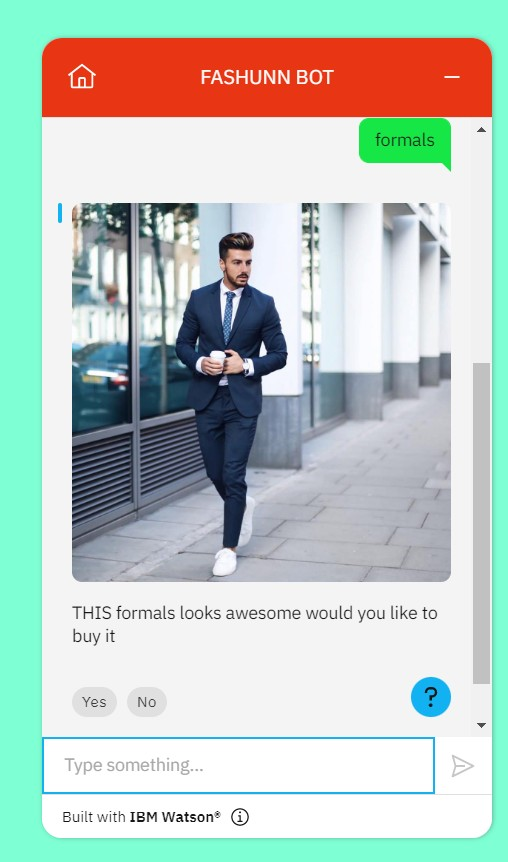 FASHUNN BOT
formals
THIS formals looks awesome would you like to
buy it
Yes No
?
Type something...
Built with IBM Watson®